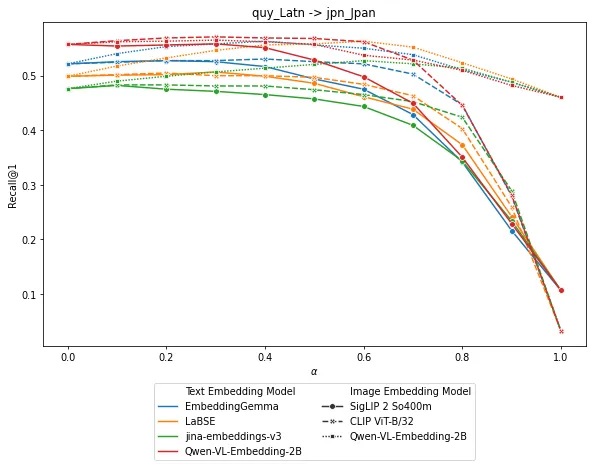 quy_Latn -> jpn_Jpan
0.5
0.4
0.3
0.2
0.1
Recall@1
0.0 0.2 0.4 0.6 0.8 1.0
α
Text Embedding Model Image Embedding Model
EmbeddingGemma SigLIP 2 So400m
LaBSE CLIP ViT-B/32
jina-embeddings-v3 Qwen-VL-Embedding-2B
Qwen-VL-Embedding-2B